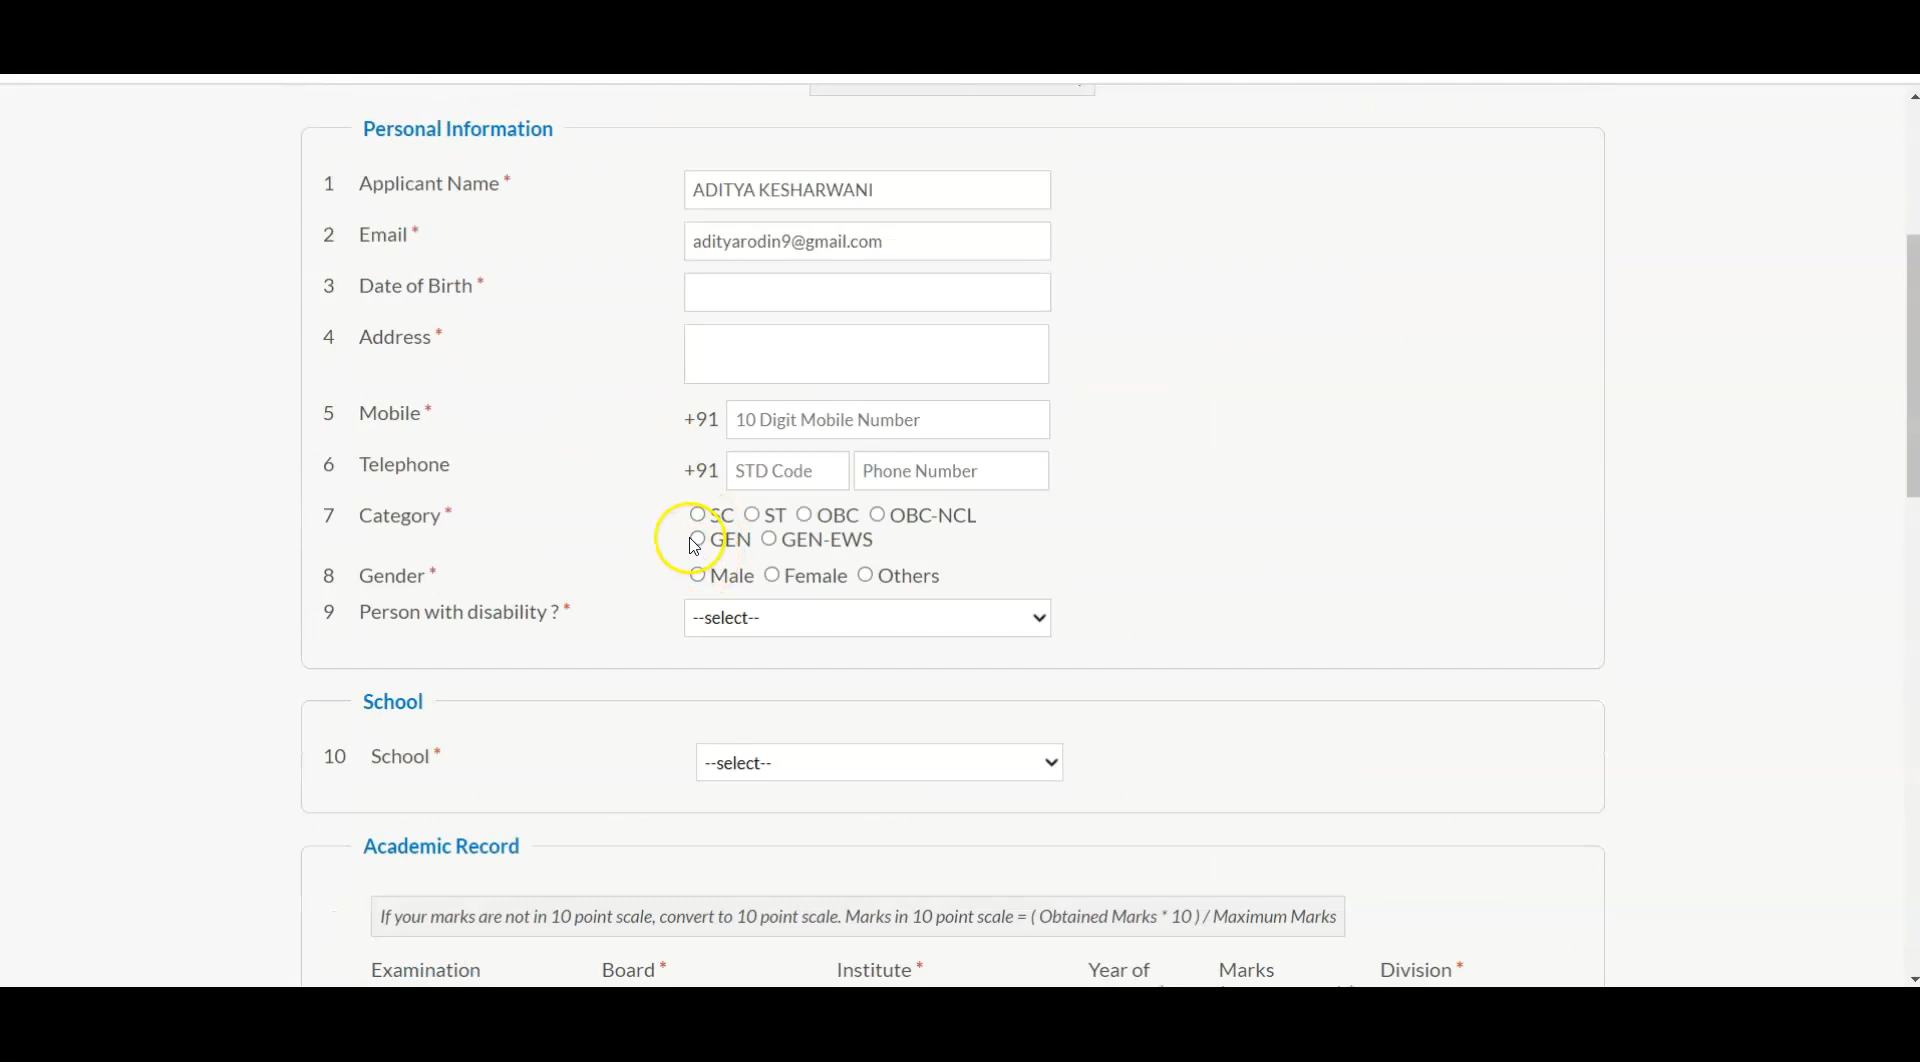 Personal Information
1 Applicant Name * ADITYA KESHARWANI
2 Email * adityarodin9@gmail.com
3 Date of Birth *
4 Address *
5 Mobile * +91 10 Digit Mobile Number
6 Telephone +91 STD Code Phone Number
7 Category * SC ST OBC OBC-NCL
GEN GEN-EWS
8 Gender * Male Female Others
9 Person with disability ? * --select--
School
10 School * --select--
Academic Record
If your marks are not in 10 point scale, convert to 10 point scale. Marks in 10 point scale = ( Obtained Marks * 10 ) / Maximum Marks
Examination Board * Institute * Year of Marks Division *